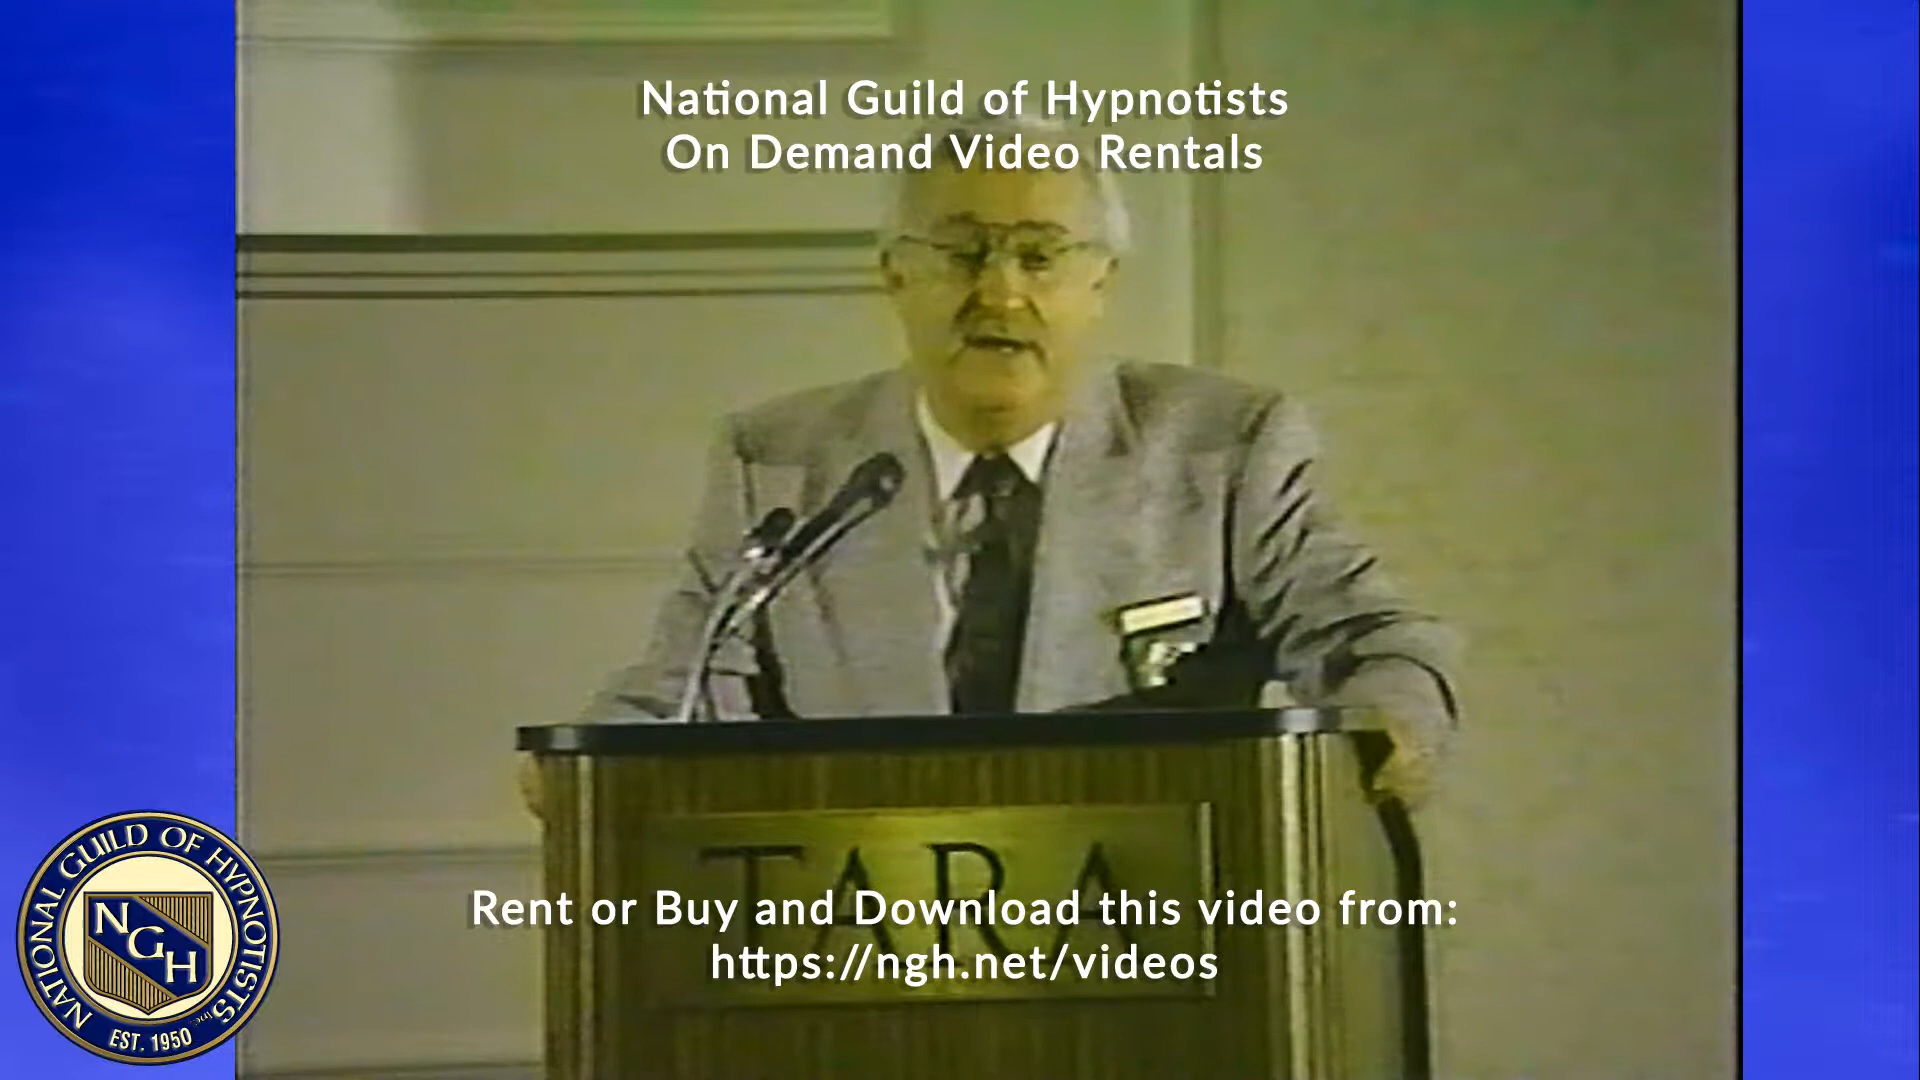 National Guild of Hypnotists
On Demand Video Rentals
TARA
Rent or Buy and Download this video from:
https://ngh.net/videos
NATIONAL GUILD OF HYPNOTISTS, Inc.
NGH
EST. 1950